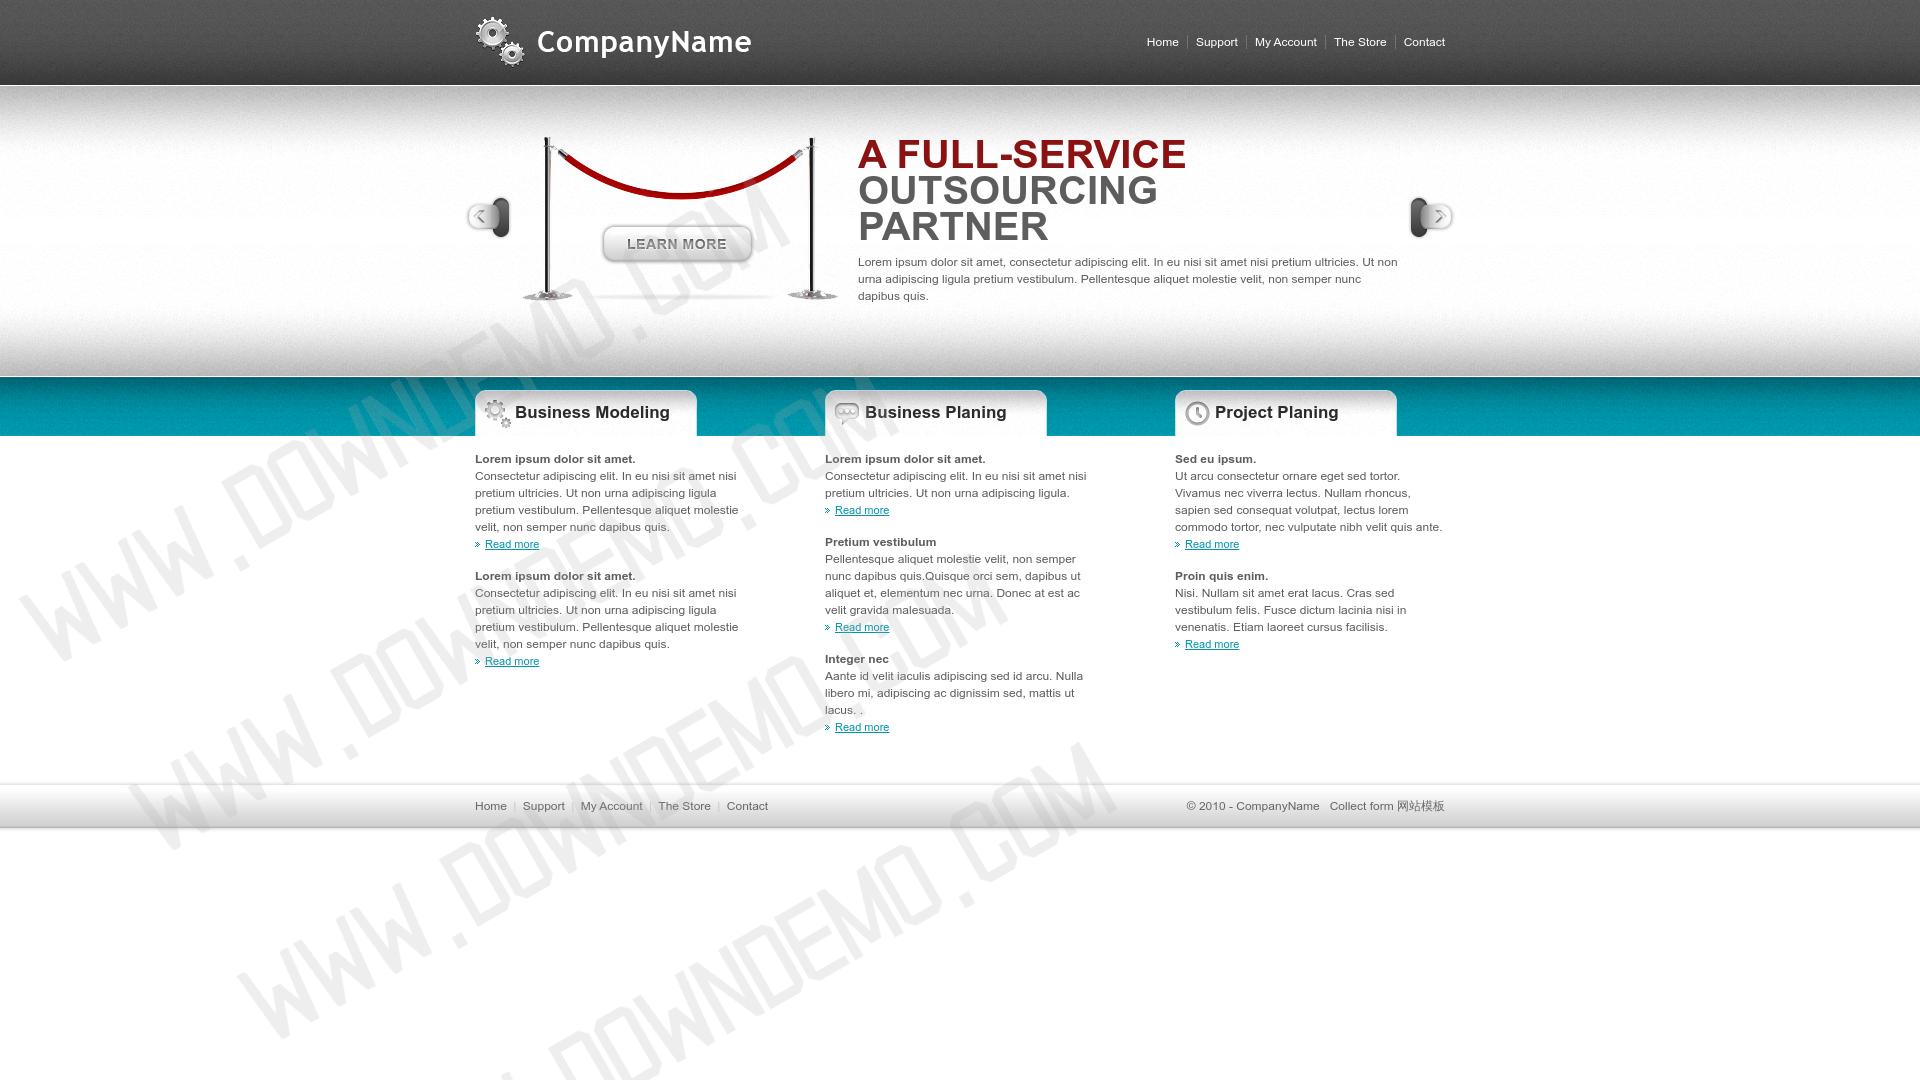 CompanyName
Home
Support
My Account
The Store
Contact
A FULL-SERVICE
OUTSOURCING
PARTNER
LEARN MORE
Lorem ipsum dolor sit amet, consectetur adipiscing elit. In eu nisi sit amet nisi pretium ultricies. Ut non
urna adipiscing ligula pretium vestibulum. Pellentesque aliquet molestie velit, non semper nunc
dapibus quis.
Business Modeling
Lorem ipsum dolor sit amet.
Consectetur adipiscing elit. In eu nisi sit amet nisi
pretium ultricies. Ut non urna adipiscing ligula
pretium vestibulum. Pellentesque aliquet molestie
velit, non semper nunc dapibus quis.
Read more
Lorem ipsum dolor sit amet.
Consectetur adipiscing elit. In eu nisi sit amet nisi
pretium ultricies. Ut non urna adipiscing ligula
pretium vestibulum. Pellentesque aliquet molestie
velit, non semper nunc dapibus quis.
Read more
Business Planing
Lorem ipsum dolor sit amet.
Consectetur adipiscing elit. In eu nisi sit amet nisi
pretium ultricies. Ut non urna adipiscing ligula.
Read more
Pretium vestibulum
Pellentesque aliquet molestie velit, non semper
nunc dapibus quis.Quisque orci sem, dapibus ut
aliquet et, elementum nec urna. Donec at est ac
velit gravida malesuada.
Read more
Integer nec
Aante id velit iaculis adipiscing sed id arcu. Nulla
libero mi, adipiscing ac dignissim sed, mattis ut
lacus. .
Read more
Project Planing
Sed eu ipsum.
Ut arcu consectetur ornare eget sed tortor.
Vivamus nec viverra lectus. Nullam rhoncus,
sapien sed consequat volutpat, lectus lorem
commodo tortor, nec vulputate nibh velit quis ante.
Read more
Proin quis enim.
Nisi. Nullam sit amet erat lacus. Cras sed
vestibulum felis. Fusce dictum lacinia nisi in
venenatis. Etiam laoreet cursus facilisis.
Read more
Home
Support
My Account
The Store
Contact
© 2010 - CompanyName Collect form 网站模板
WWW.DOWNDEMO.COM
WWW.DOWNDEMO.COM
WWW.DOWNDEMO.COM
DOWNDEMO.COM